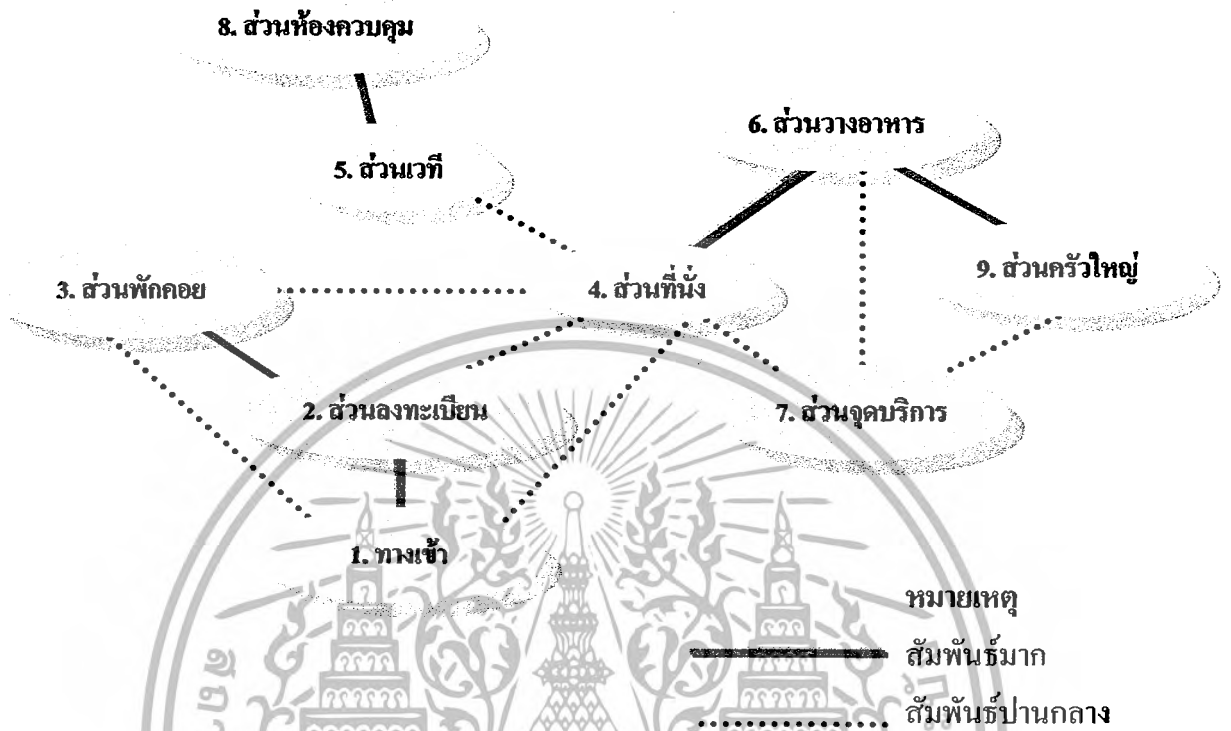 8. ส่วนห้องควบคุม
6. ส่วนวางอาหาร
5. ส่วนเวที
9. ส่วนครัวใหญ่
3. ส่วนพักคอย
4. ส่วนที่นั่ง
2. ส่วนลงทะเบียน
7. ส่วนจุดบริการ
1. ทางเข้า
หมายเหตุ
สัมพันธ์มาก
สัมพันธ์ปานกลาง